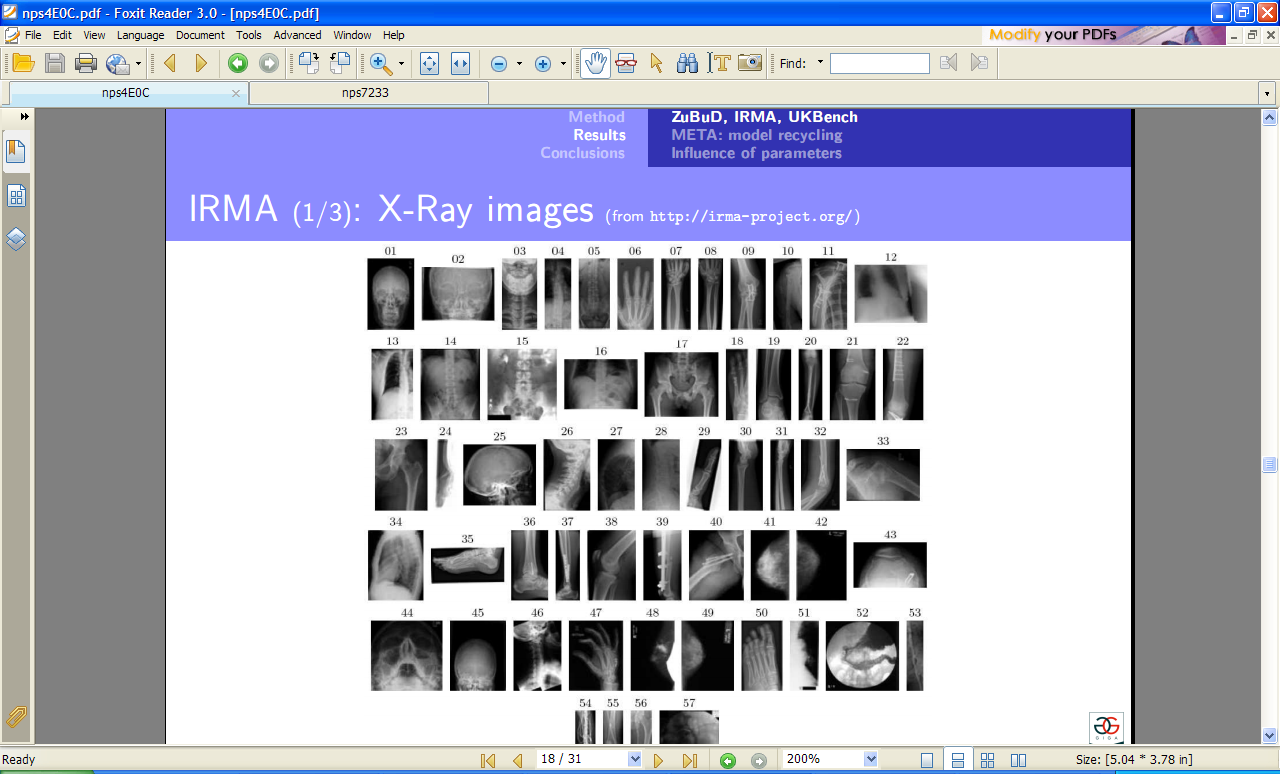 nps4E0C.pdf - Foxit Reader 3.0 - [nps4E0C.pdf]
File Edit View Language Document Tools Advanced Window Help
Modify your PDFs
Find:
nps4E0C nps7233
Method ZuBuD, IRMA, UKBench
Results META: model recycling
Conclusions Influence of parameters
IRMA (1/3): X-Ray images (from http://irma-project.org/)
01 02 03 04 05 06 07 08 09 10 11 12
13 14 15 16 17 18 19 20 21 22
23 24 25 26 27 28 29 30 31 32 33
34 35 36 37 38 39 40 41 42 43
44 45 46 47 48 49 50 51 52 53
54 55 56 57
GIGA
Ready 18 / 31 200% Size: [5.04 * 3.78 in]